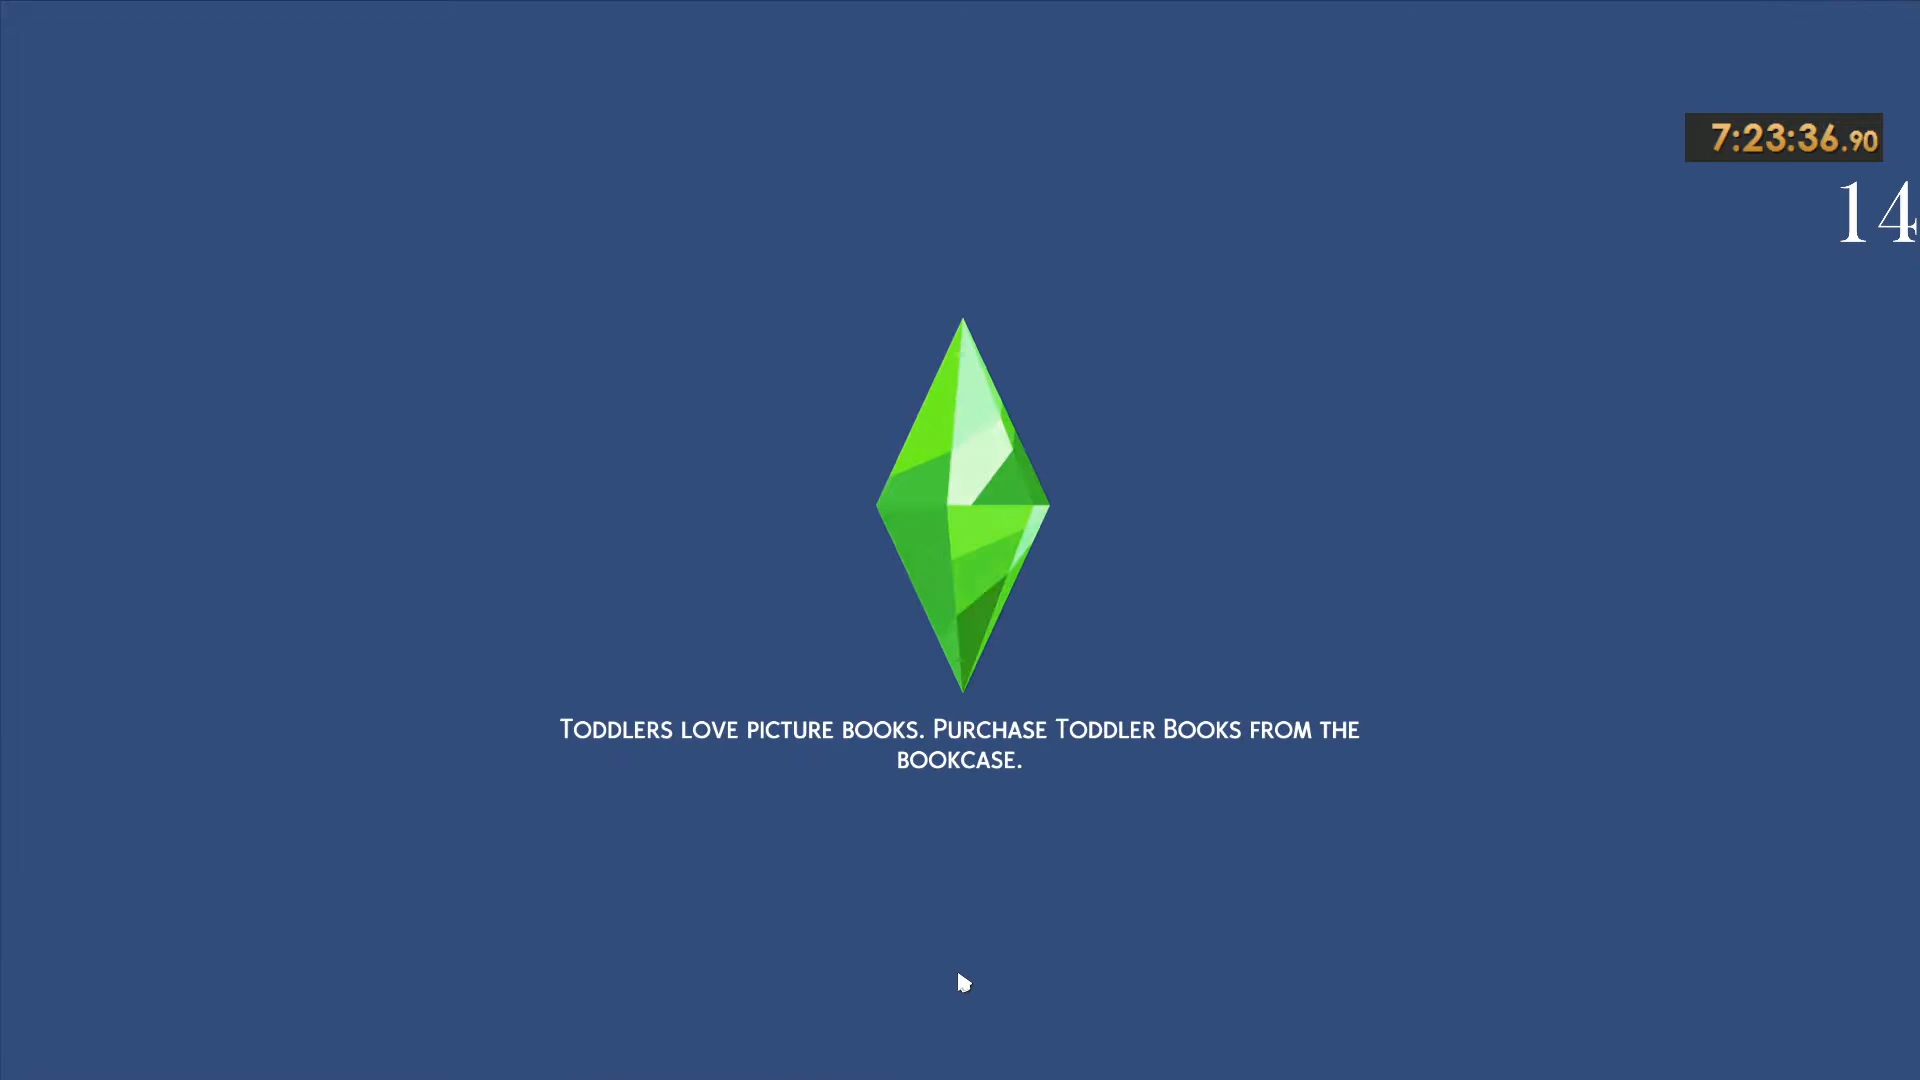 7:23:36.90
14
Toddlers love picture books. Purchase Toddler Books from the
bookcase.